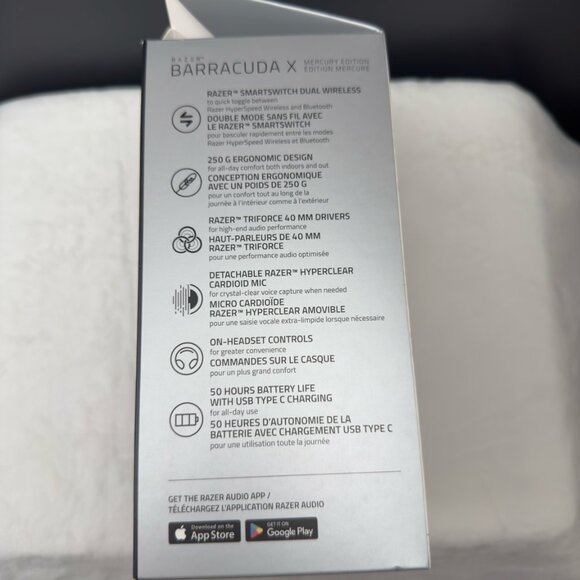 RAZER™
BARRACUDA X
MERCURY EDITION
ÉDITION MERCURE
RAZER™ SMARTSWITCH DUAL WIRELESS
to quick toggle between
Razer HyperSpeed Wireless and Bluetooth
DOUBLE MODE SANS FIL AVEC
LE RAZER™ SMARTSWITCH
pour basculer rapidement entre les modes
Razer HyperSpeed Wireless et Bluetooth
250 G ERGONOMIC DESIGN
for all-day comfort both indoors and out
CONCEPTION ERGONOMIQUE
AVEC UN POIDS DE 250 G
pour un confort tout au long de la
journée à l'intérieur comme à l'extérieur
RAZER™ TRIFORCE 40 MM DRIVERS
for high-end audio performance
HAUT-PARLEURS DE 40 MM
RAZER™ TRIFORCE
pour une performance audio optimisée
DETACHABLE RAZER™ HYPERCLEAR
CARDIOID MIC
for crystal-clear voice capture when needed
MICRO CARDIOÏDE
RAZER™ HYPERCLEAR AMOVIBLE
pour une saisie vocale extra-limpide lorsque nécessaire
ON-HEADSET CONTROLS
for greater convenience
COMMANDES SUR LE CASQUE
pour un plus grand confort
50 HOURS BATTERY LIFE
WITH USB TYPE C CHARGING
for all-day use
50 HEURES D'AUTONOMIE DE LA
BATTERIE AVEC CHARGEMENT USB TYPE C
pour une utilisation toute la journée
GET THE RAZER AUDIO APP /
TÉLÉCHARGEZ L'APPLICATION RAZER AUDIO
Download on the
App Store
GET IT ON
Google Play